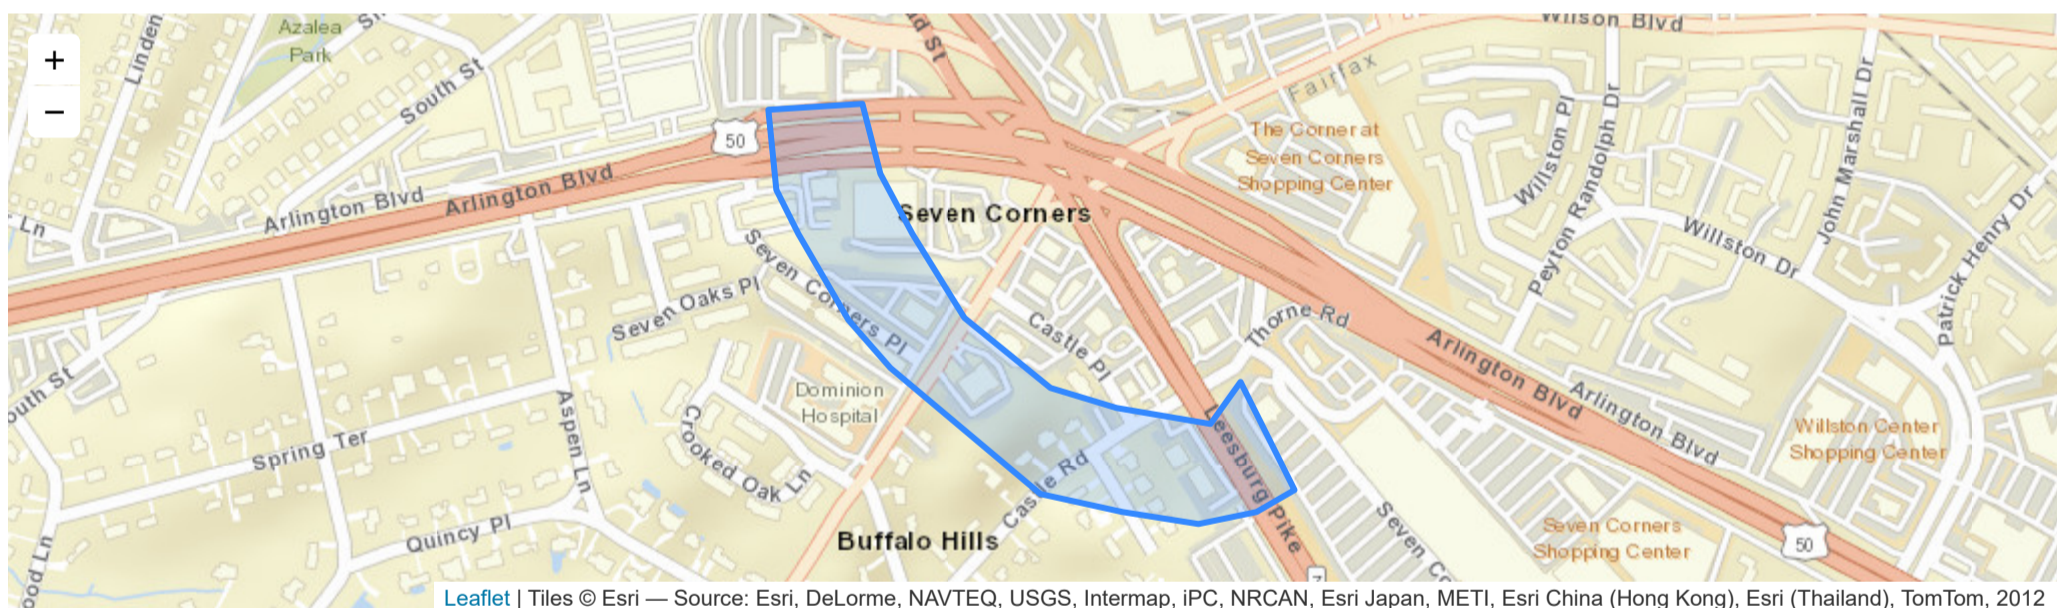 +
−
Azalea
Park
Linden
South St
Wilson Blvd
Fairfax
50
Arlington Blvd
Arlington Blvd
Ln
Seven Corners
The Corner at
Seven Corners
Shopping Center
Willston Pl
Peyton Randolph Dr
John Marshall Dr
Patrick Henry Dr
Willston Dr
Seven Corners Pl
Seven Oaks Pl
Castle Pl
Thorne Rd
Arlington Blvd
Arlington Blvd
Dominion
Hospital
Aspen Ln
Spring Ter
Crooked Oak Ln
Castle Rd
Leesburg Pike
Willston Center
Shopping Center
Quincy Pl
Buffalo Hills
Seven Corners
Shopping Center
50
Leaflet | Tiles © Esri — Source: Esri, DeLorme, NAVTEQ, USGS, Intermap, iPC, NRCAN, Esri Japan, METI, Esri China (Hong Kong), Esri (Thailand), TomTom, 2012